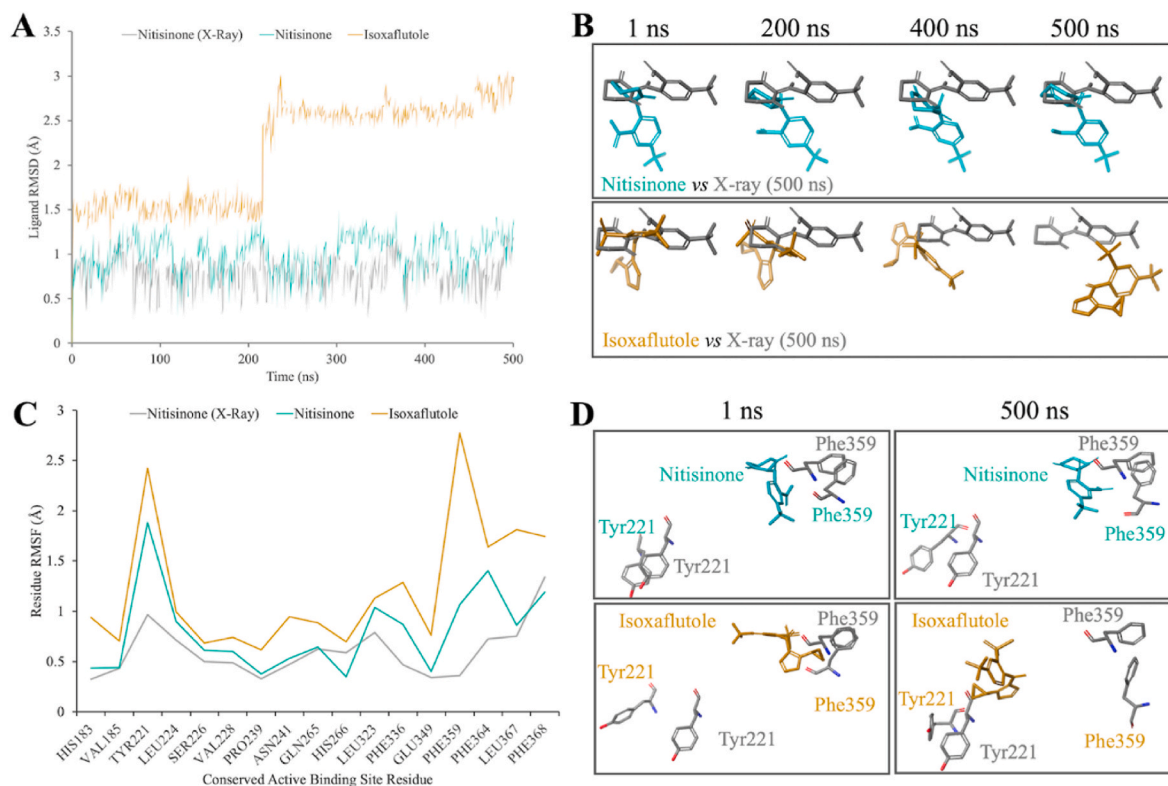 A
Nitisinone (X-Ray) Nitisinone Isoxaflutole
3.5
3
2.5
2
1.5
1
0.5
0
Ligand RMSD (Å)
0 100 200 300 400 500
Time (ns)
B
1 ns 200 ns 400 ns 500 ns
Nitisinone vs X-ray (500 ns)
Isoxaflutole vs X-ray (500 ns)
C
Nitisinone (X-Ray) Nitisinone Isoxaflutole
3
2.5
2
1.5
1
0.5
0
Residue RMSF (Å)
HIS183
VAL185
TYR221
LEU224
SER226
VAL228
PRO239
ASN241
GLN265
HIS266
LEU323
PHE336
GLU349
PHE359
PHE364
LEU367
PHE368
Conserved Active Binding Site Residue
D
1 ns 500 ns
Phe359
Nitisinone
Phe359
Tyr221
Tyr221
Phe359
Nitisinone
Phe359
Tyr221
Tyr221
Isoxaflutole
Phe359
Tyr221
Phe359
Tyr221
Phe359
Isoxaflutole
Tyr221
Phe359
Tyr221